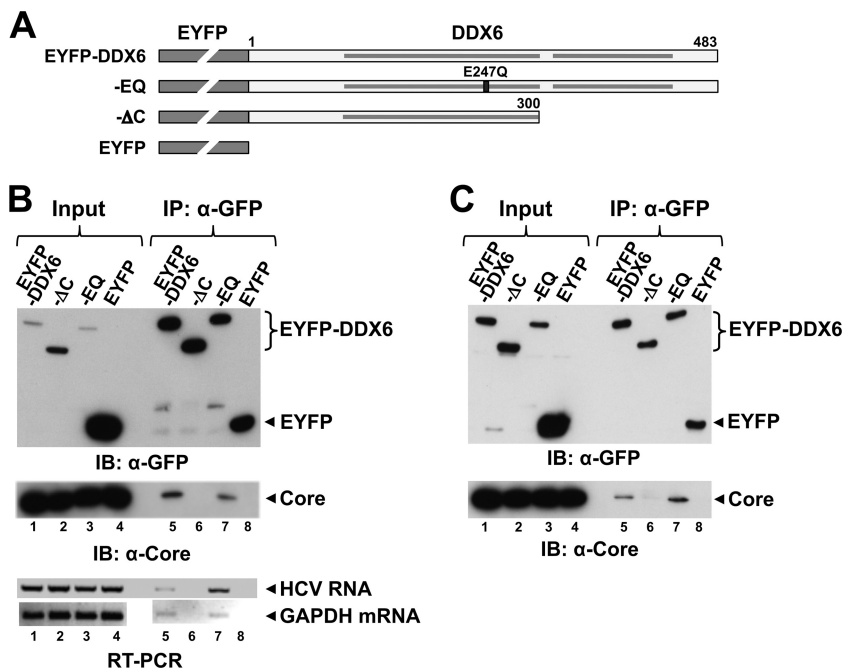 A
EYFP 1 DDX6 483
EYFP-DDX6
E247Q
-EQ
300
-ΔC
EYFP
B
Input IP: α-GFP
EYFP -DDX6 -ΔC -EQ EYFP EYFP -DDX6 -ΔC -EQ EYFP
EYFP-DDX6
EYFP
IB: α-GFP
Core
1 2 3 4 5 6 7 8
IB: α-Core
HCV RNA
GAPDH mRNA
1 2 3 4 5 6 7 8
RT-PCR
C
Input IP: α-GFP
EYFP -DDX6 -ΔC -EQ EYFP EYFP -DDX6 -ΔC -EQ EYFP
EYFP-DDX6
EYFP
IB: α-GFP
Core
1 2 3 4 5 6 7 8
IB: α-Core